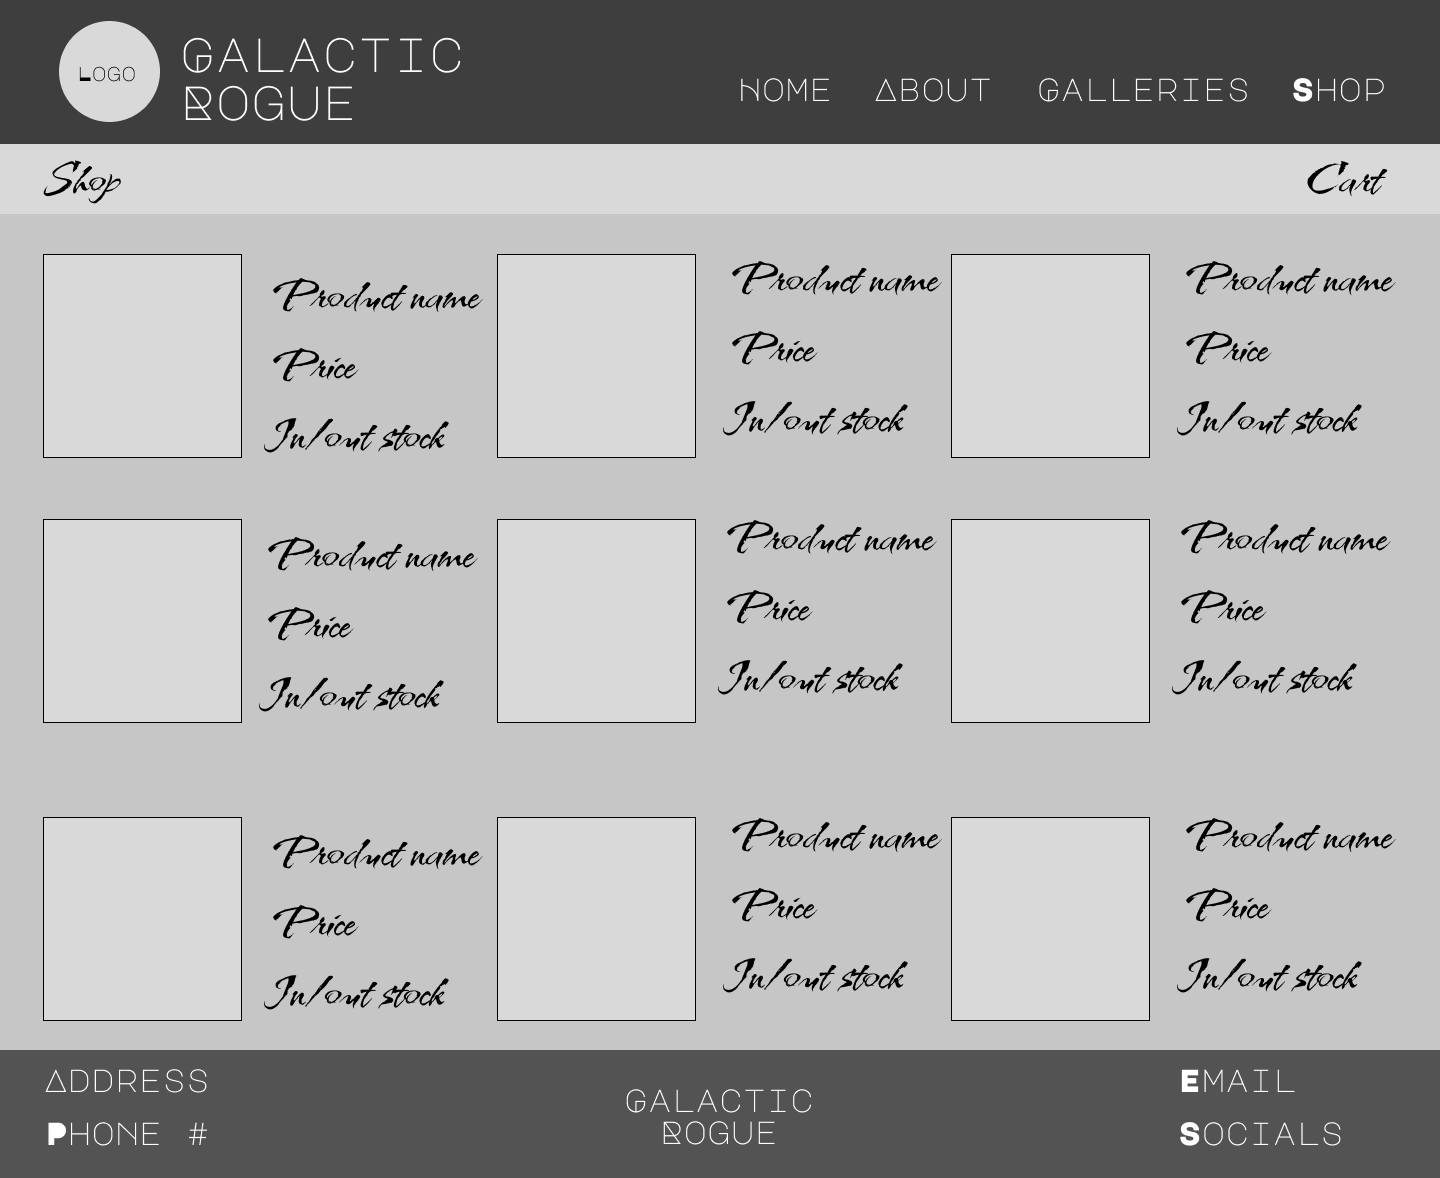 LOGO
GALACTIC
ROGUE
HOME ABOUT GALLERIES SHOP
Shop Cart
Product name Product name Product name
Price Price Price
In/out stock In/out stock In/out stock
Product name Product name Product name
Price Price Price
In/out stock In/out stock In/out stock
Product name Product name Product name
Price Price Price
In/out stock In/out stock In/out stock
ADDRESS
PHONE #
GALACTIC
ROGUE
EMAIL
SOCIALS